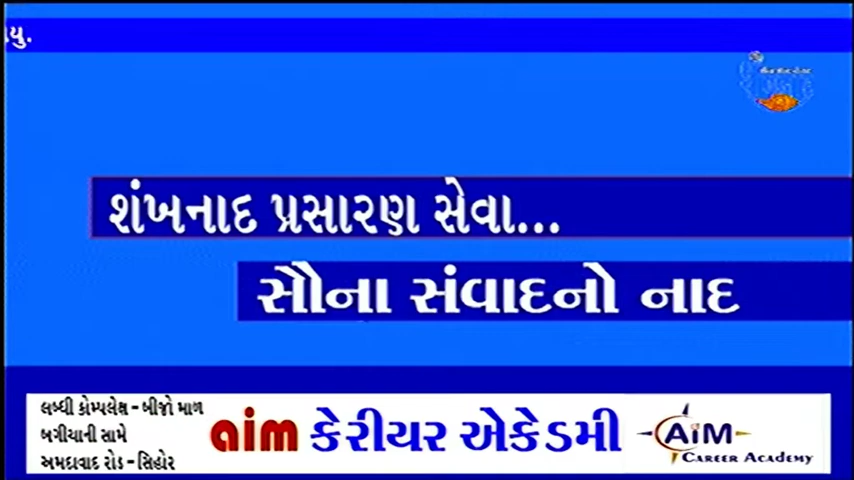 યુ.
શંખનાદ પ્રસારણ સેવા...
સૌના સંવાદનો નાદ
લબ્ધી કોમ્પલેક્ષ - બીજો માળ
બગીચાની સામે
અમદાવાદ રોડ - સિહોર
aim કેરીયર એકેડમી
AiM
CAREER ACADEMY